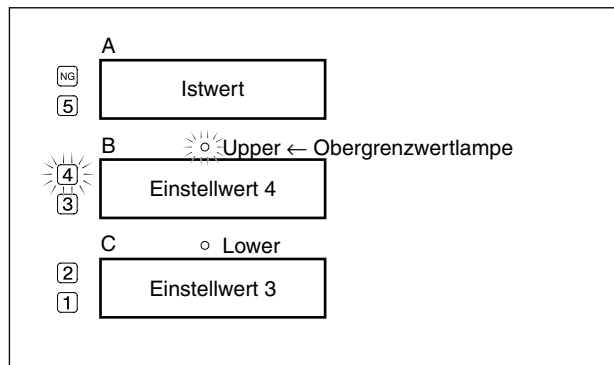 A
NG
Istwert
5
B
Upper ← Obergrenzwertlampe
4
Einstellwert 4
3
C
Lower
2
Einstellwert 3
1